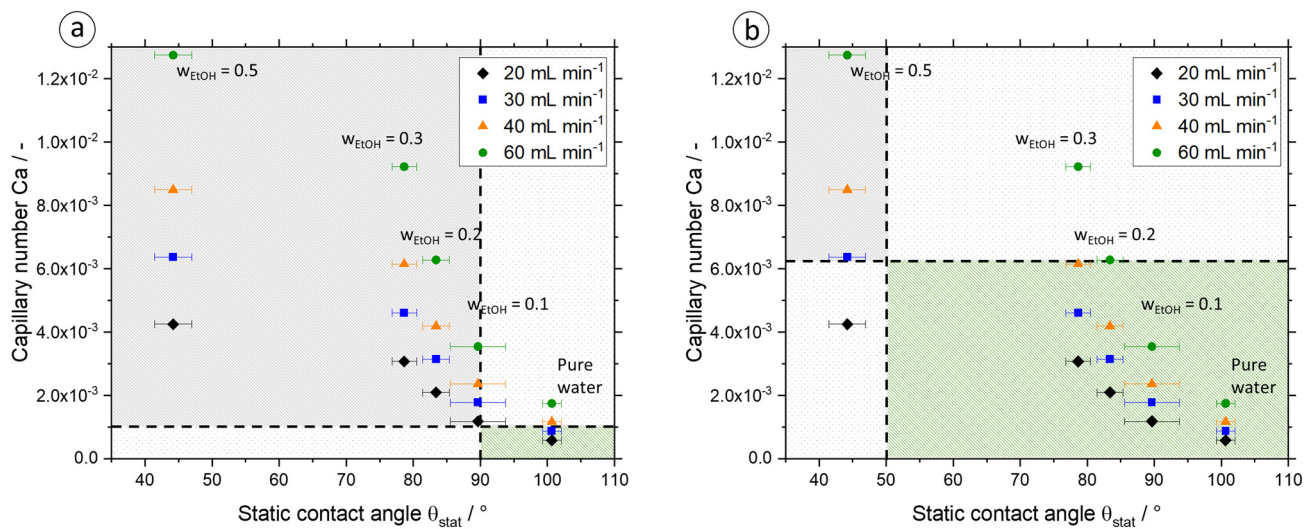 a
Capillary number Ca / -
1.2x10⁻²
1.0x10⁻²
8.0x10⁻³
6.0x10⁻³
4.0x10⁻³
2.0x10⁻³
0.0
w_EtOH = 0.5
w_EtOH = 0.3
w_EtOH = 0.2
w_EtOH = 0.1
Pure
water
20 mL min⁻¹
30 mL min⁻¹
40 mL min⁻¹
60 mL min⁻¹
40 50 60 70 80 90 100 110
Static contact angle θ_stat / °
b
Capillary number Ca / -
1.2x10⁻²
1.0x10⁻²
8.0x10⁻³
6.0x10⁻³
4.0x10⁻³
2.0x10⁻³
0.0
w_EtOH = 0.5
w_EtOH = 0.3
w_EtOH = 0.2
w_EtOH = 0.1
Pure
water
20 mL min⁻¹
30 mL min⁻¹
40 mL min⁻¹
60 mL min⁻¹
40 50 60 70 80 90 100 110
Static contact angle θ_stat / °